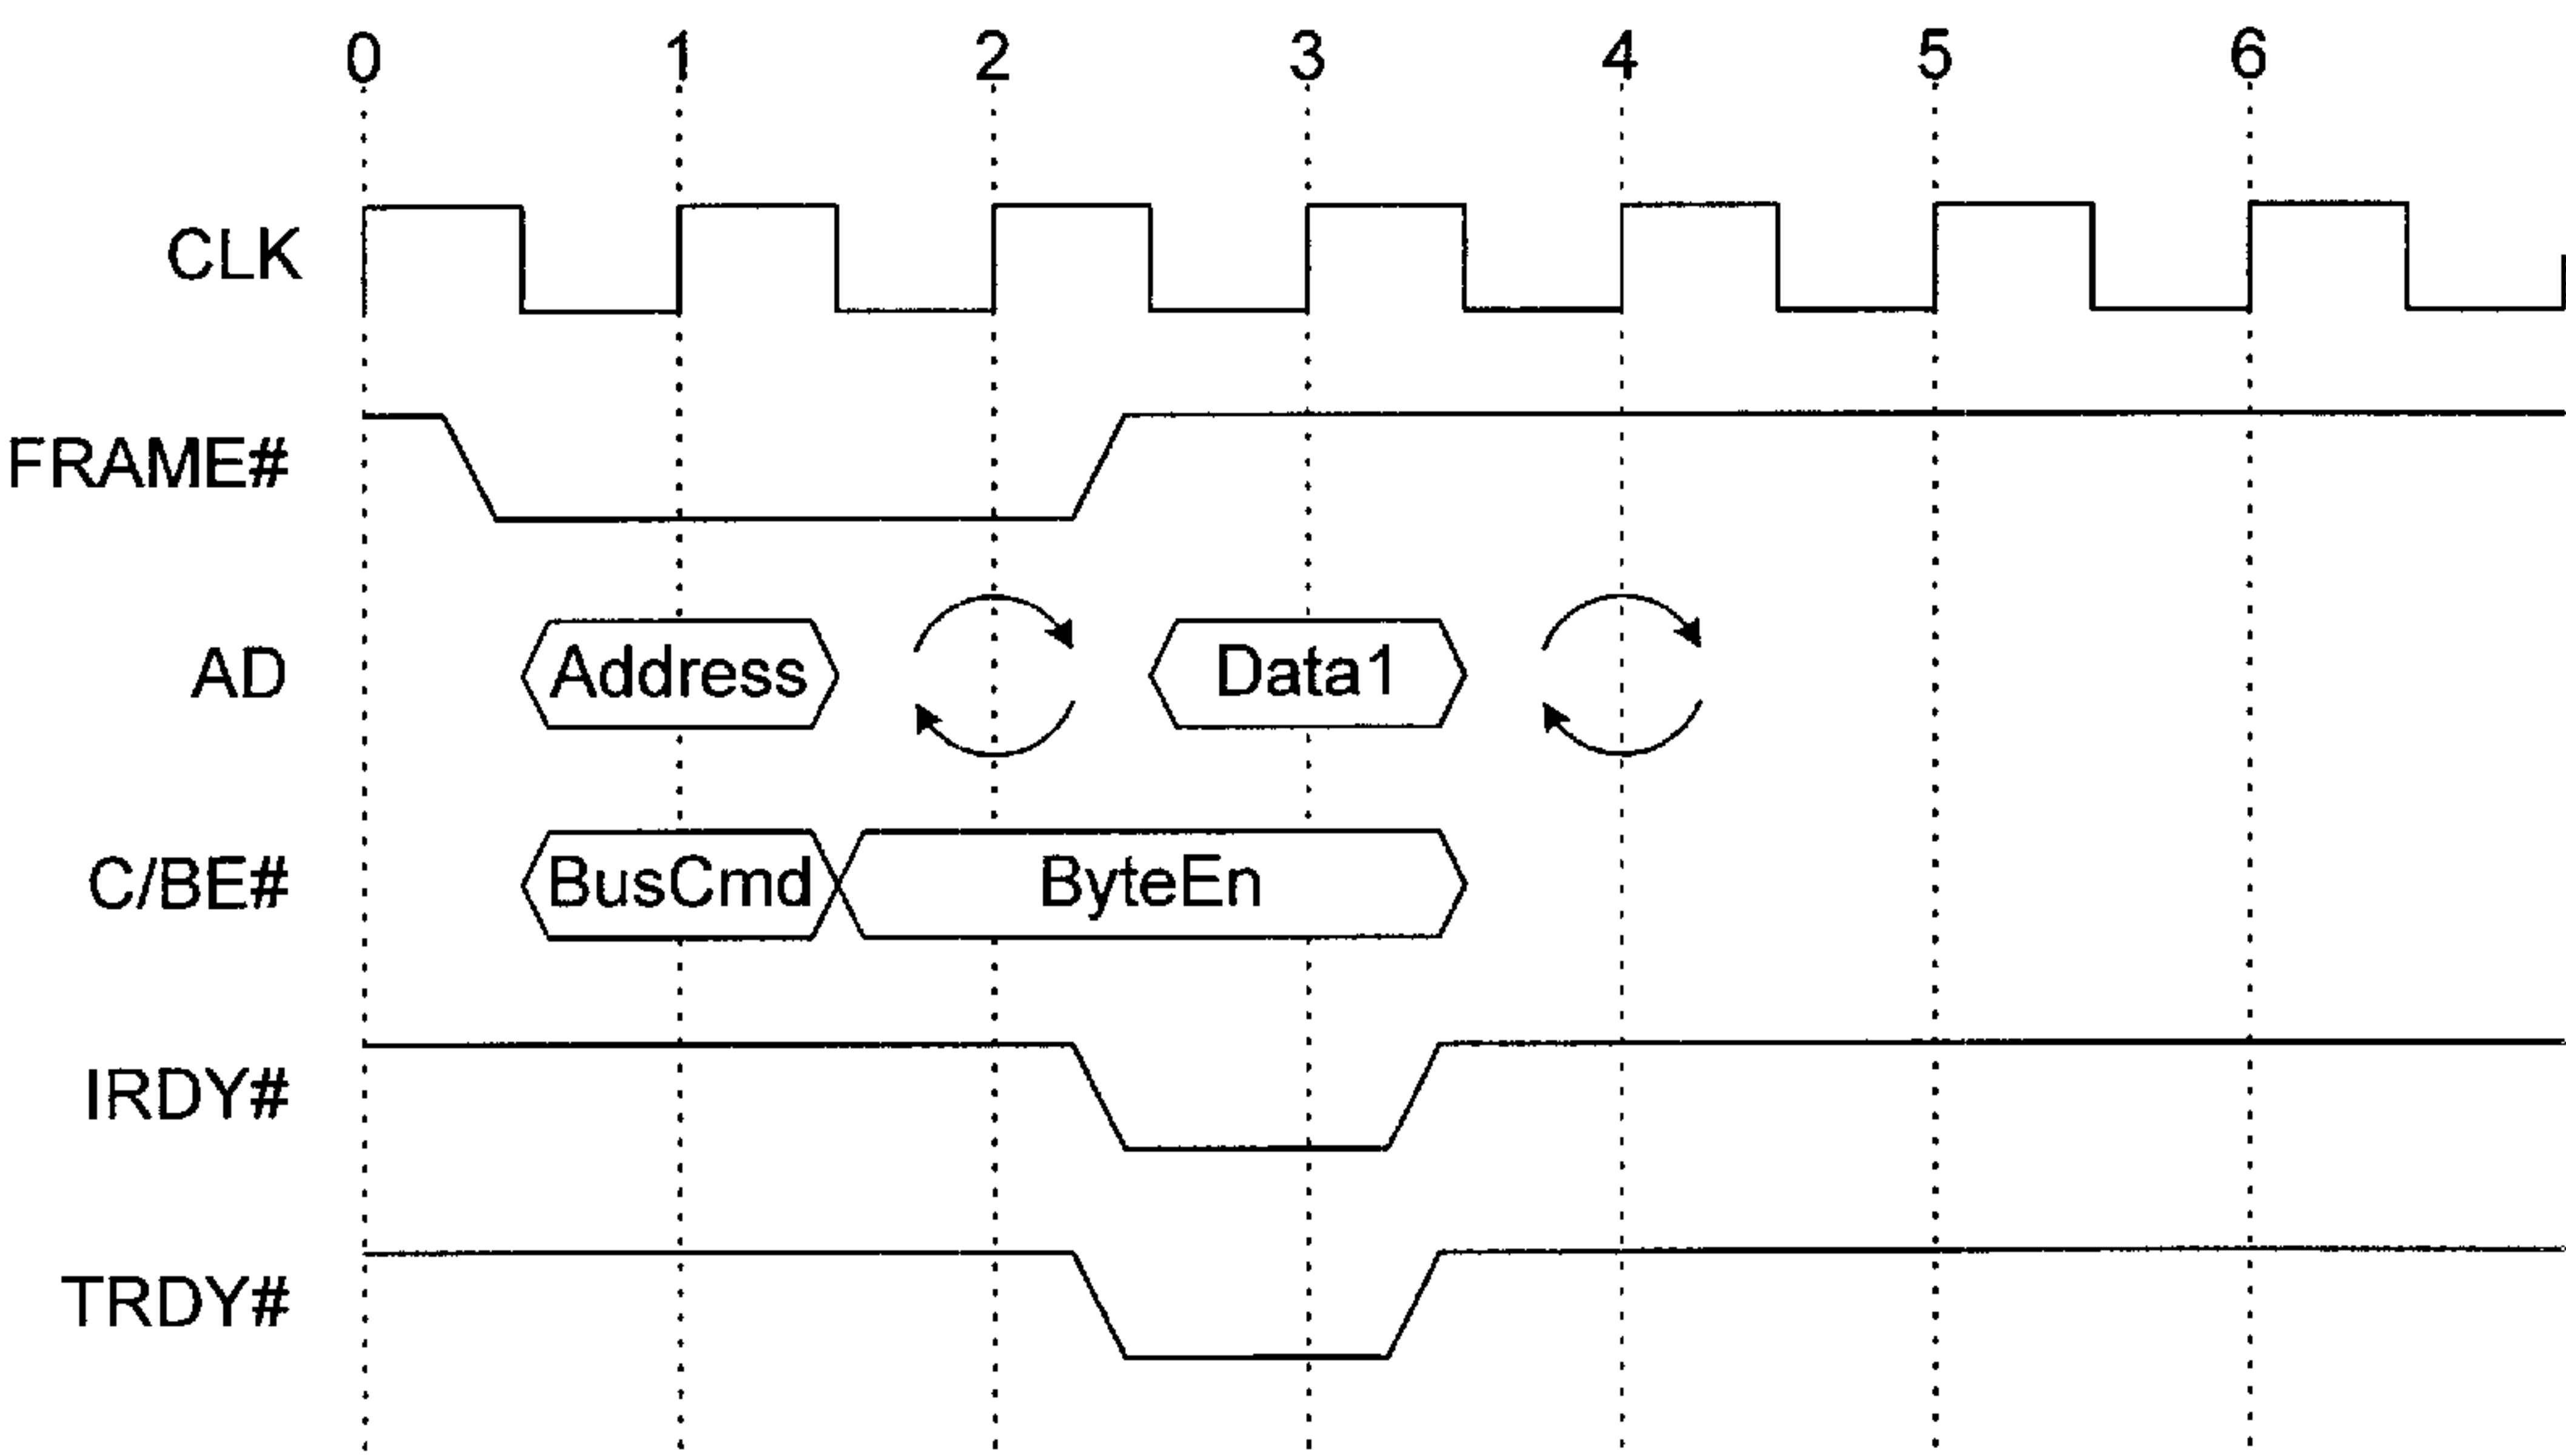 0 1 2 3 4 5 6
CLK
FRAME#
AD Address Data1
C/BE# BusCmd ByteEn
IRDY#
TRDY#